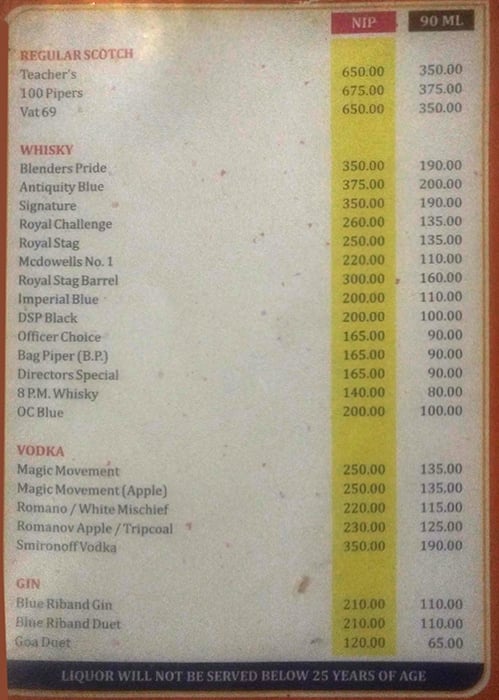 NIP 90 ML
REGULAR SCOTCH
Teacher's 650.00 350.00
100 Pipers 675.00 375.00
Vat 69 650.00 350.00
WHISKY
Blenders Pride 350.00 190.00
Antiquity Blue 375.00 200.00
Signature 350.00 190.00
Royal Challenge 260.00 135.00
Royal Stag 250.00 135.00
Mcdowells No. 1 220.00 110.00
Royal Stag Barrel 300.00 160.00
Imperial Blue 200.00 110.00
DSP Black 200.00 100.00
Officer Choice 165.00 90.00
Bag Piper (B.P.) 165.00 90.00
Directors Special 165.00 90.00
8 P.M. Whisky 140.00 80.00
OC Blue 200.00 100.00
VODKA
Magic Movement 250.00 135.00
Magic Movement (Apple) 250.00 135.00
Romano / White Mischief 220.00 115.00
Romanov Apple / Tripcoal 230.00 125.00
Smironoff Vodka 350.00 190.00
GIN
Blue Riband Gin 210.00 110.00
Blue Riband Duet 210.00 110.00
Goa Duet 120.00 65.00
LIQUOR WILL NOT BE SERVED BELOW 25 YEARS OF AGE